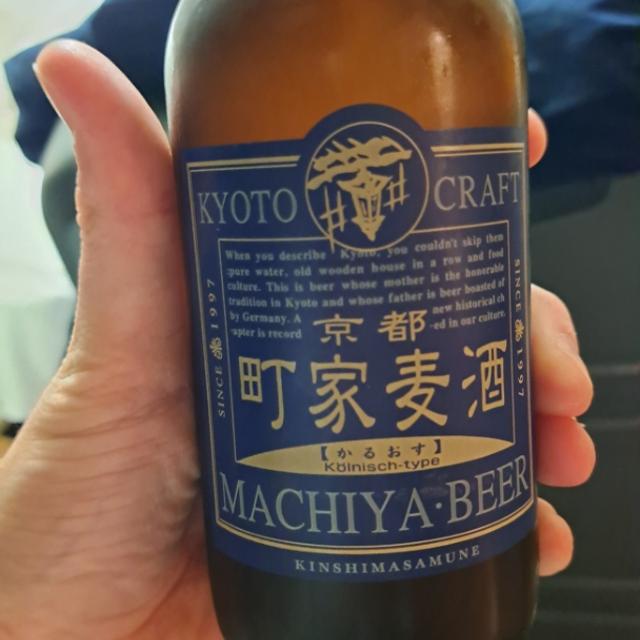 KYOTO CRAFT
When you describe Kyoto, you couldn't skip then
pure water, old wooden house in a row and food
culture. This is beer whose mother is the honorable
tradition in Kyoto and whose father is beer boasted of
by Germany. A new historical ch
-apter is record -ed in our culture.
京都
町家麦酒
【かるおす】
Kölnisch-type
MACHIYA·BEER
KINSHIMASAMUNE
SINCE 1997
SINCE 1997